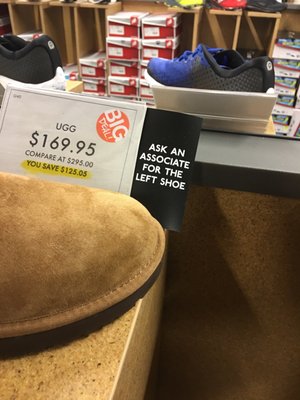 BIG
DEAL!
UGG
$169.95
COMPARE AT $295.00
YOU SAVE $125.05
ASK AN
ASSOCIATE
FOR THE
LEFT SHOE